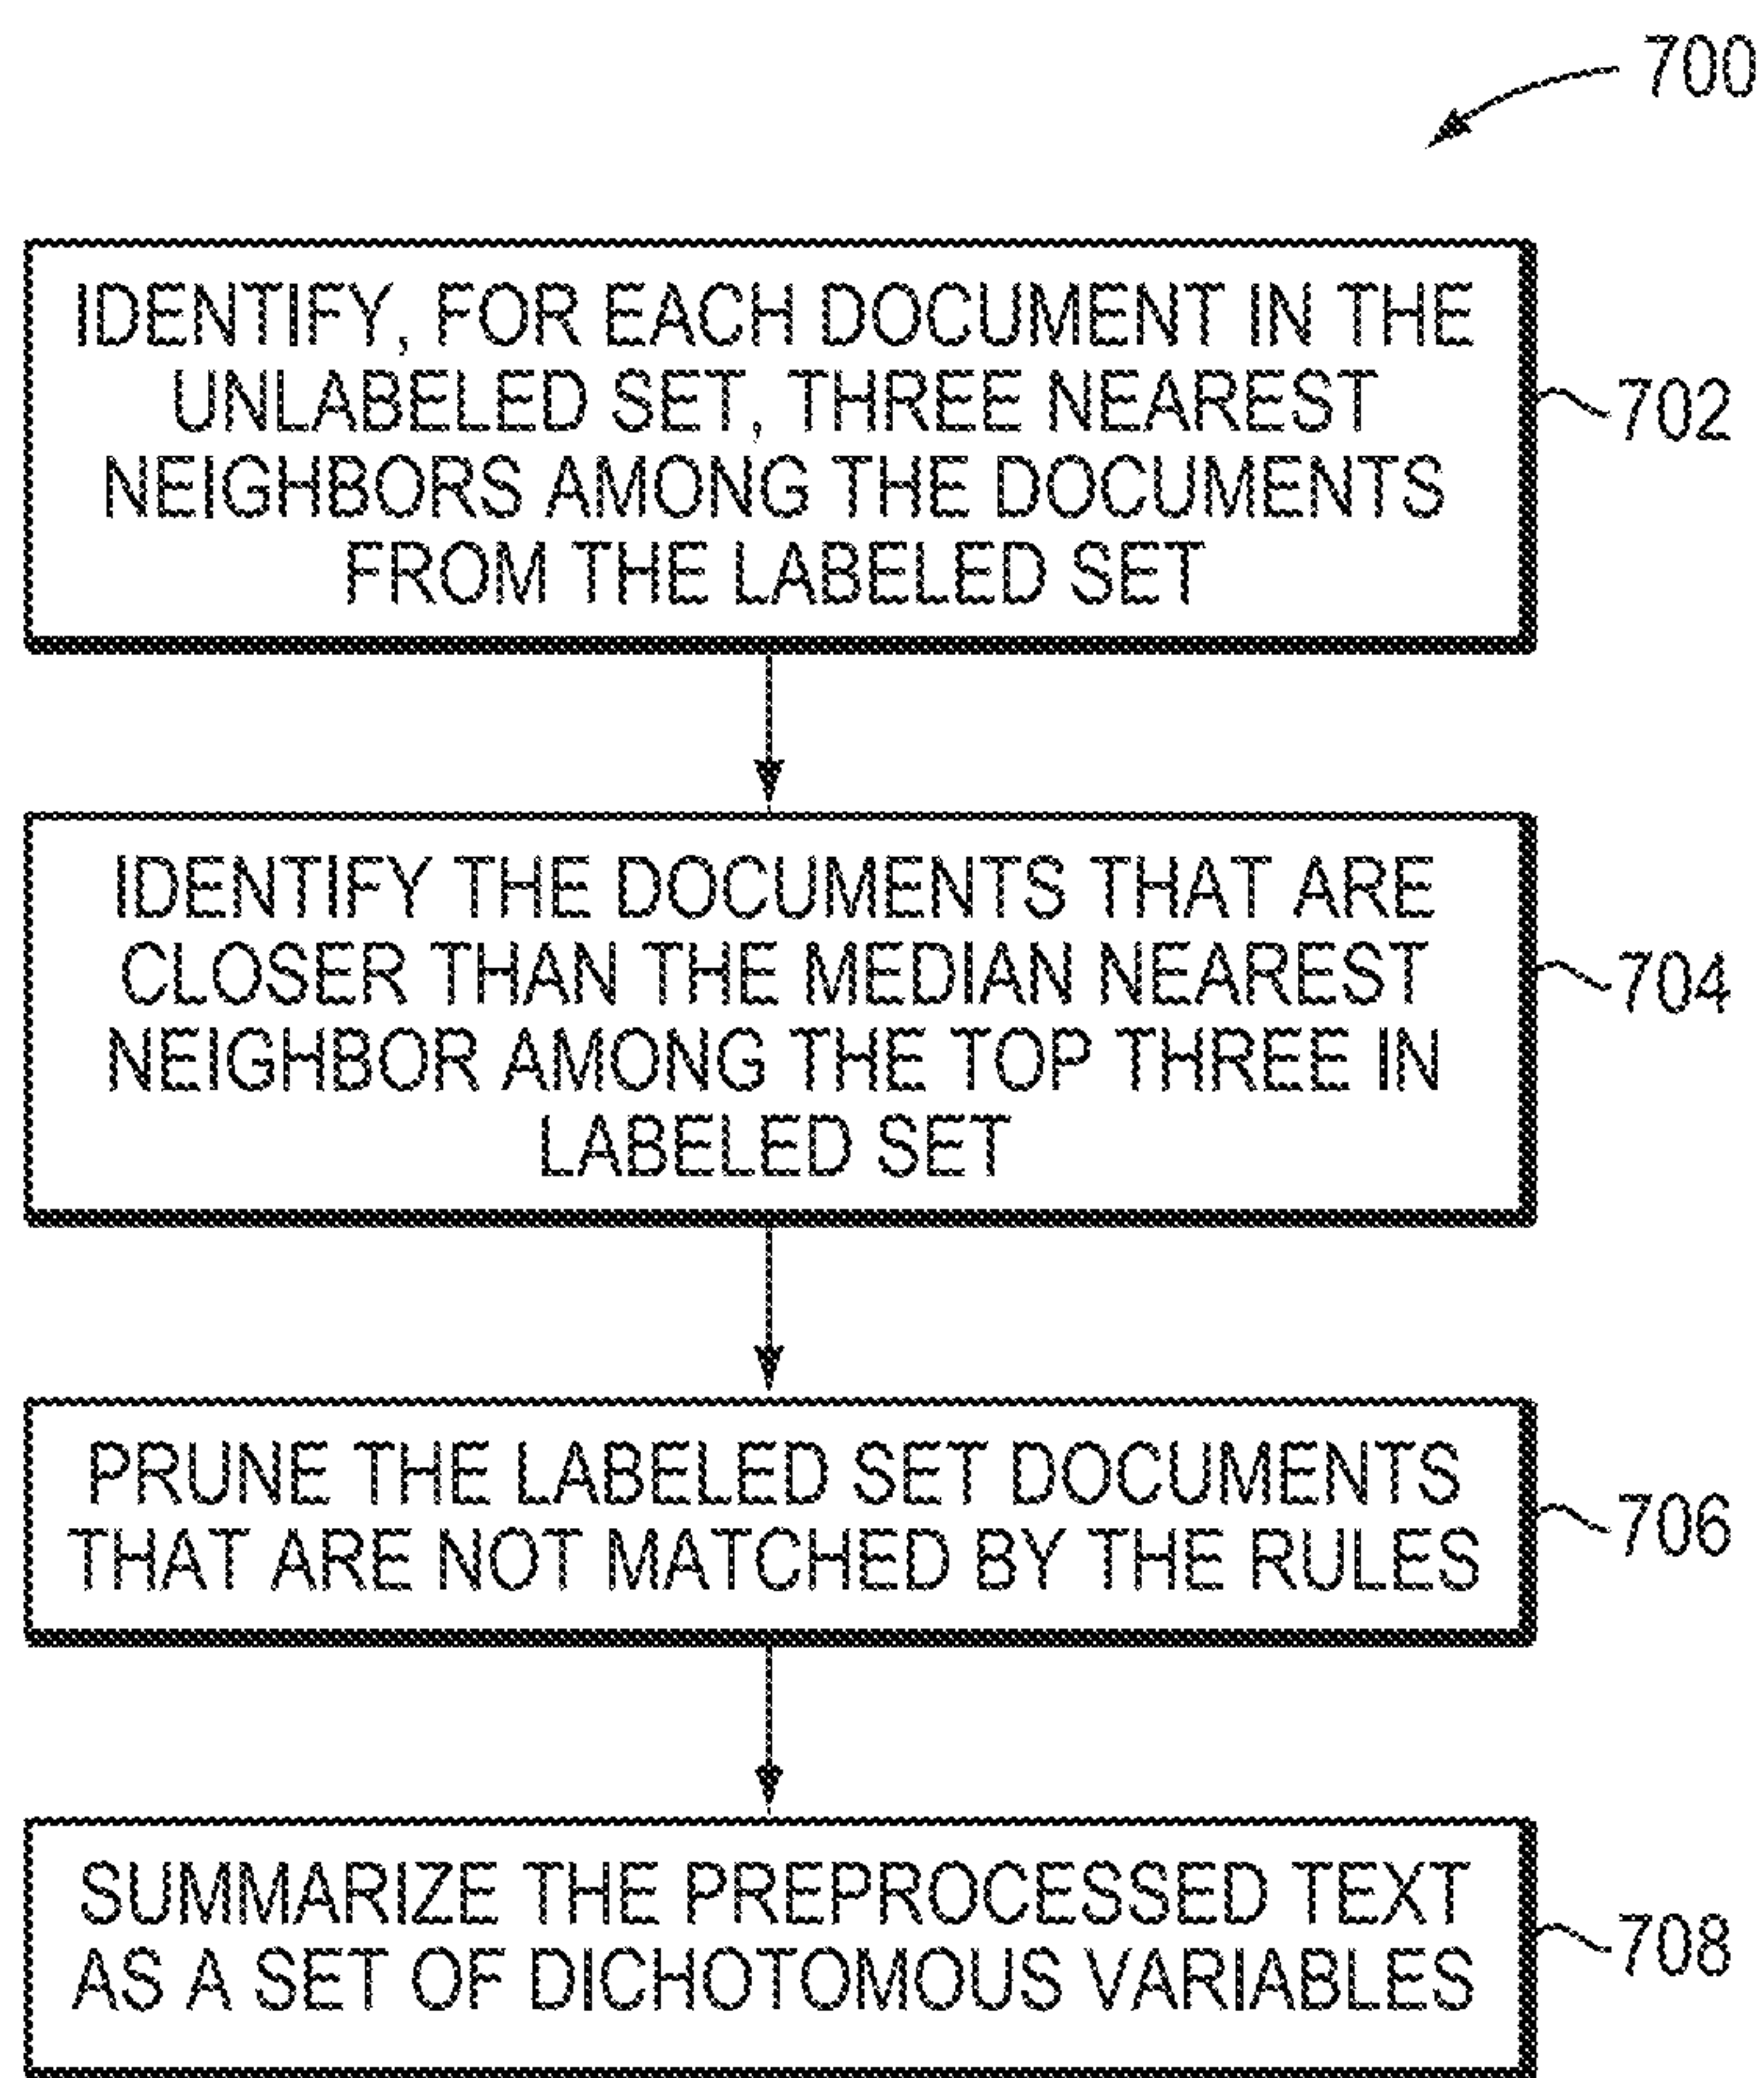 700
IDENTIFY, FOR EACH DOCUMENT IN THE
UNLABELED SET, THREE NEAREST
NEIGHBORS AMONG THE DOCUMENTS
FROM THE LABELED SET
702
IDENTIFY THE DOCUMENTS THAT ARE
CLOSER THAN THE MEDIAN NEAREST
NEIGHBOR AMONG THE TOP THREE IN
LABELED SET
704
PRUNE THE LABELED SET DOCUMENTS
THAT ARE NOT MATCHED BY THE RULES
706
SUMMARIZE THE PREPROCESSED TEXT
AS A SET OF DICHOTOMOUS VARIABLES
708